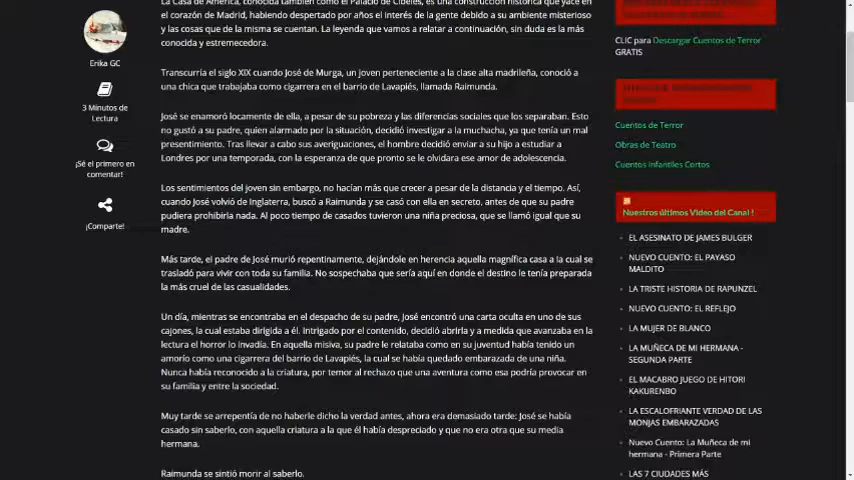 La Casa de América, conocida también como el Palacio de Cibeles, es una construcción histórica que yace en
el corazón de Madrid, habiendo despertado por años el interés de la gente debido a su ambiente misterioso
y las cosas que de la misma se cuentan. La leyenda que vamos a relatar a continuación, sin duda es la más
conocida y estremecedora.
Transcurría el siglo XIX cuando José de Murga, un joven perteneciente a la clase alta madrileña, conoció a
una chica que trabajaba como cigarrera en el barrio de Lavapiés, llamada Raimunda.
José se enamoró locamente de ella, a pesar de su pobreza y las diferencias sociales que los separaban. Esto
no gustó a su padre, quien alarmado por la situación, decidió investigar a la muchacha, ya que tenía un mal
presentimiento. Tras llevar a cabo sus averiguaciones, el hombre decidió enviar a su hijo a estudiar a
Londres por una temporada, con la esperanza de que pronto se le olvidara ese amor de adolescencia.
Los sentimientos del joven sin embargo, no hacían más que crecer a pesar de la distancia y el tiempo. Así,
cuando José volvió de Inglaterra, buscó a Raimunda y se casó con ella en secreto, antes de que su padre
pudiera prohibirla nada. Al poco tiempo de casados tuvieron una niña preciosa, que se llamó igual que su
madre.
Más tarde, el padre de José murió repentinamente, dejándole en herencia aquella magnífica casa a la cual se
trasladó para vivir con toda su familia. No sospechaba que sería aquí en donde el destino le tenía preparada
la más cruel de las casualidades.
Un día, mientras se encontraba en el despacho de su padre, José encontró una carta oculta en uno de sus
cajones, la cual estaba dirigida a él. Intrigado por el contenido, decidió abrirla y a medida que avanzaba en la
lectura el horror lo invadía. En aquella misiva, su padre le relataba como en su juventud había tenido un
amorío como una cigarrera del barrio de Lavapiés, la cual se había quedado embarazada de una niña.
Nunca había reconocido a la criatura, por temor al rechazo que una aventura como esa podría provocar en
su familia y entre la sociedad.
Muy tarde se arrepentía de no haberle dicho la verdad antes, ahora era demasiado tarde: José se había
casado sin saberlo, con aquella criatura a la que él había despreciado y que no era otra que su media
hermana.
Raimunda se sintió morir al saberlo.
Erika GC
3 Minutos de
Lectura
¡Sé el primero en
comentar!
¡Comparte!
CLIC para Descargar Cuentos de Terror
GRATIS
Cuentos de Terror
Obras de Teatro
Cuentos Infantiles Cortos
Nuestros últimos Video del Canal !
EL ASESINATO DE JAMES BULGER
NUEVO CUENTO: EL PAYASO
MALDITO
LA TRISTE HISTORIA DE RAPUNZEL
NUEVO CUENTO: EL REFLEJO
LA MUJER DE BLANCO
LA MUÑECA DE MI HERMANA -
SEGUNDA PARTE
EL MACABRO JUEGO DE HITORI
KAKURENBO
LA ESCALOFRIANTE VERDAD DE LAS
MONJAS EMBARAZADAS
Nuevo Cuento: La Muñeca de mi
hermana - Primera Parte
LAS 7 CIUDADES MÁS